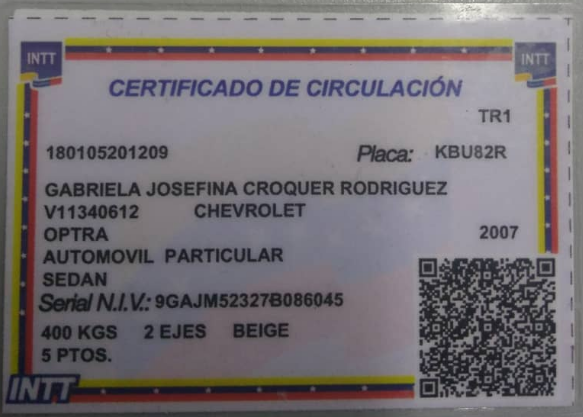 INTT INTT
CERTIFICADO DE CIRCULACIÓN
TR1
180105201209 Placa: KBU82R
GABRIELA JOSEFINA CROQUER RODRIGUEZ
V11340612 CHEVROLET
OPTRA 2007
AUTOMOVIL PARTICULAR
SEDAN
Serial N.I.V.: 9GAJM52327B086045
400 KGS 2 EJES BEIGE
5 PTOS.
INTT